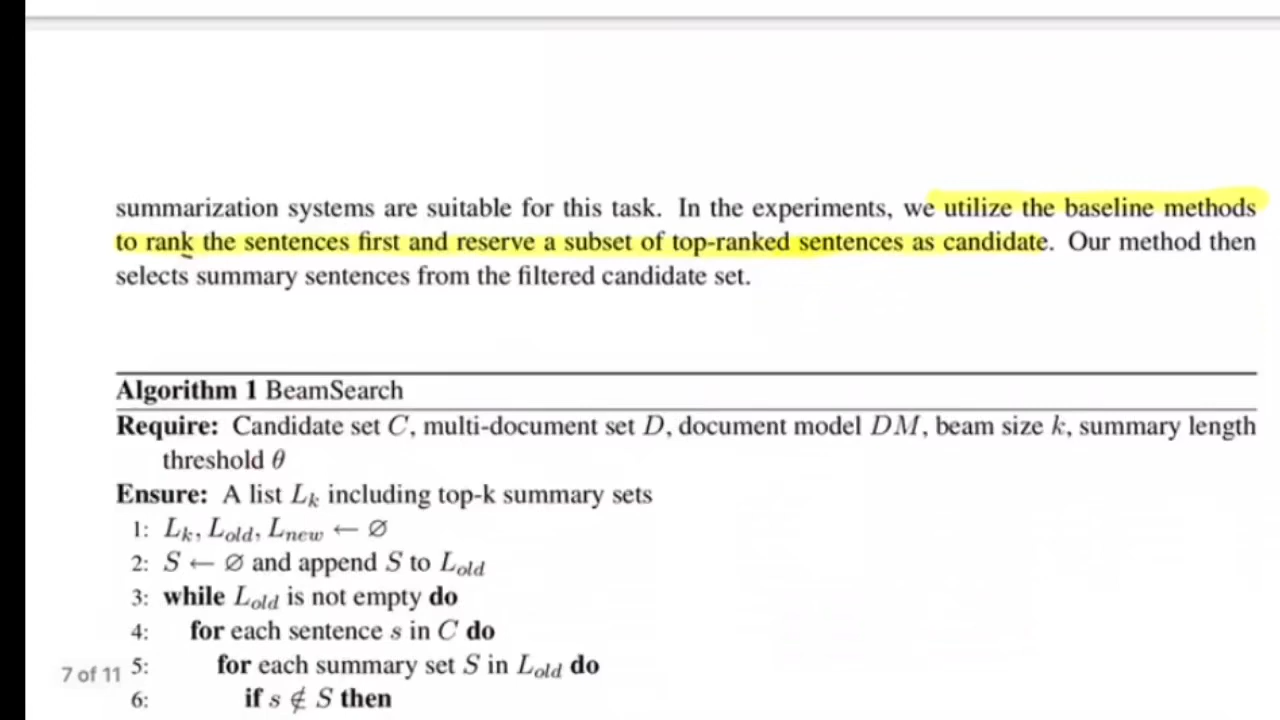 summarization systems are suitable for this task. In the experiments, we utilize the baseline methods
to rank the sentences first and reserve a subset of top-ranked sentences as candidate. Our method then
selects summary sentences from the filtered candidate set.
Algorithm 1 BeamSearch
Require: Candidate set C, multi-document set D, document model DM, beam size k, summary length
threshold θ
Ensure: A list Lₖ including top-k summary sets
1: Lₖ, L_old, L_new ← ∅
2: S ← ∅ and append S to L_old
3: while L_old is not empty do
4: for each sentence s in C do
5: for each summary set S in L_old do
6: if s ∉ S then
7 of 11